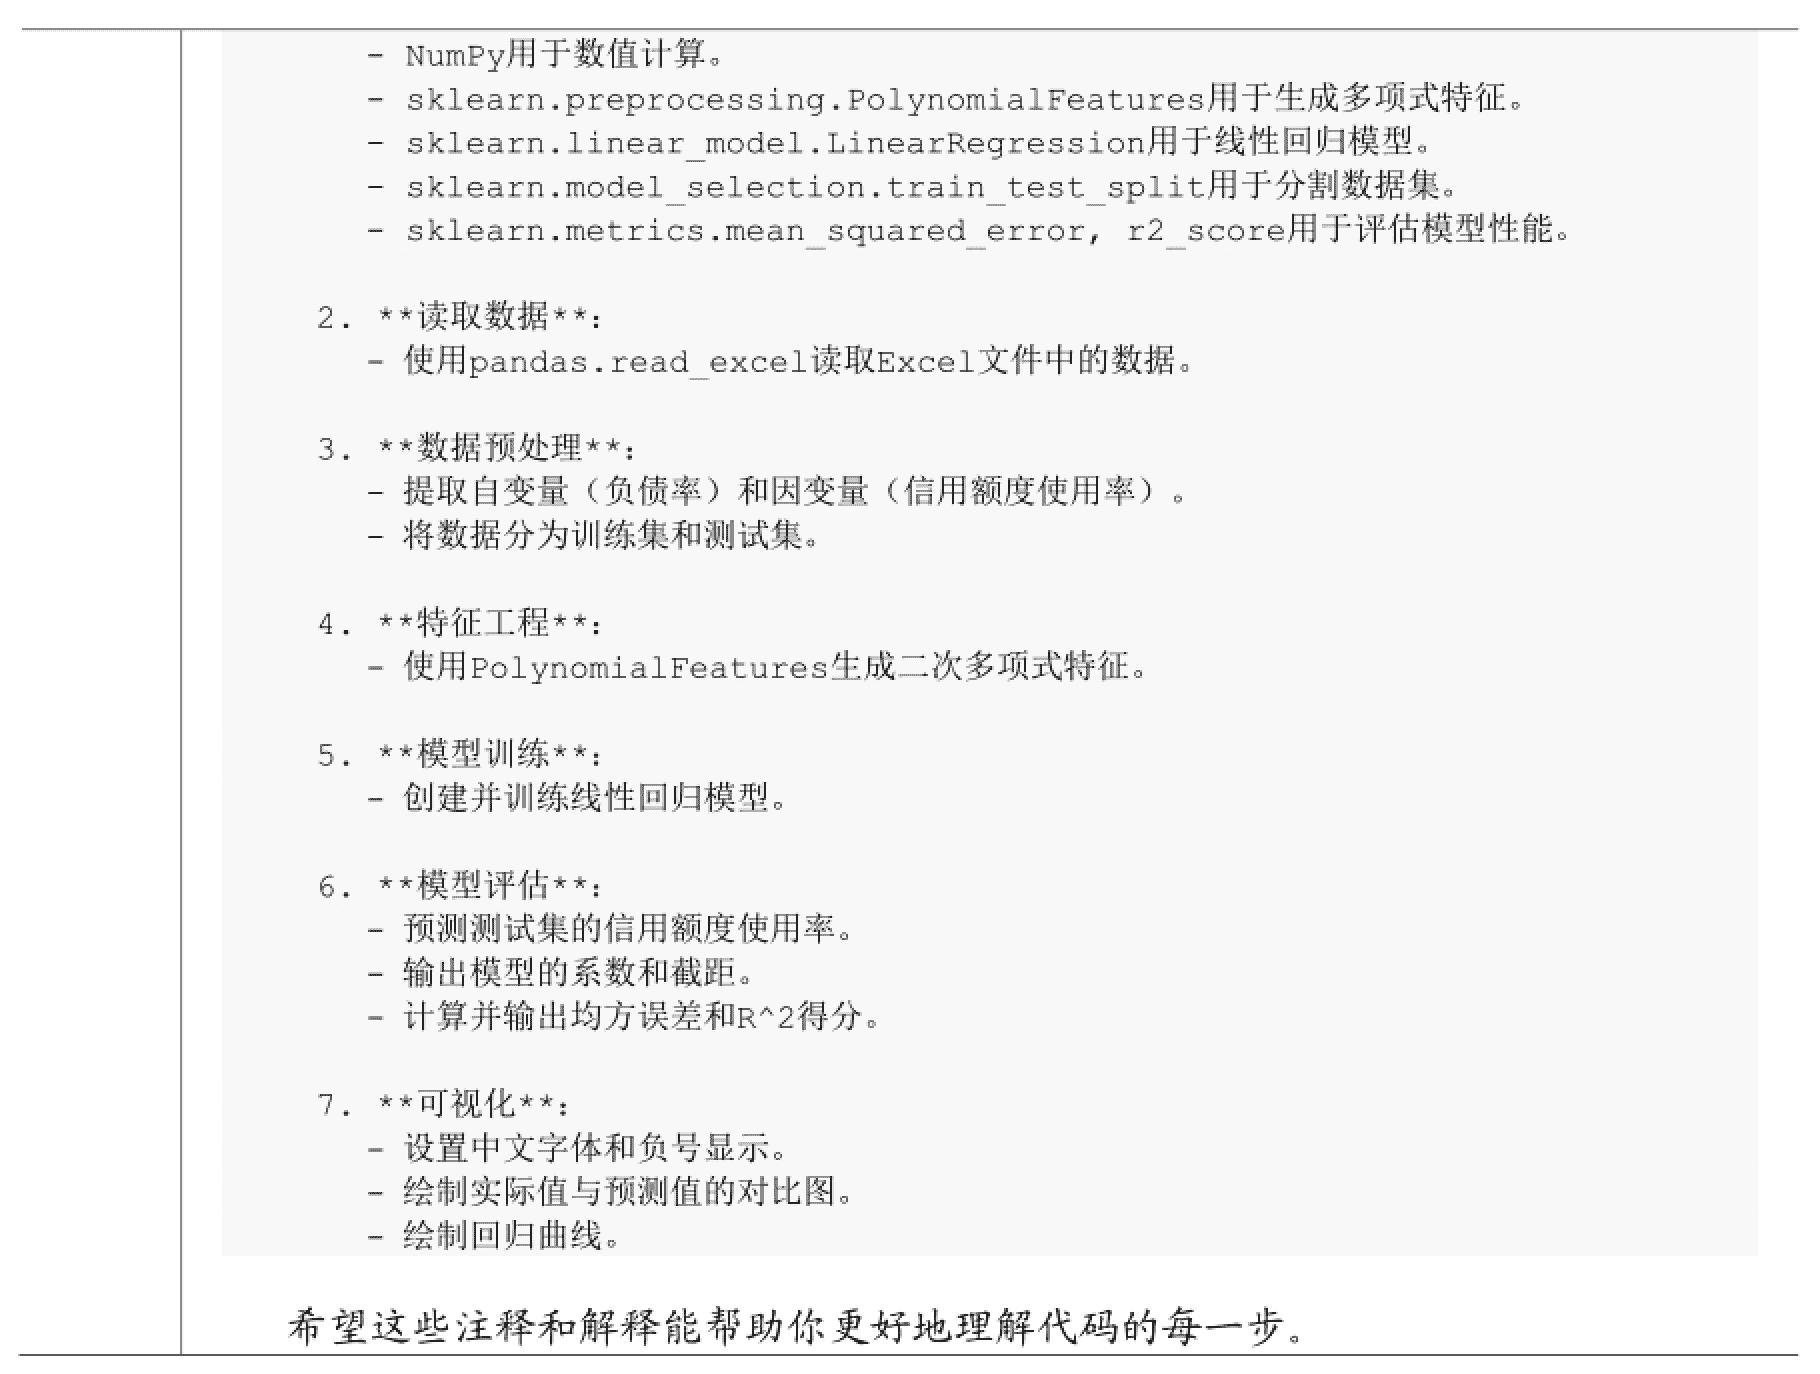 - NumPy用于数值计算。
- sklearn.preprocessing.PolynomialFeatures用于生成多项式特征。
- sklearn.linear_model.LinearRegression用于线性回归模型。
- sklearn.model_selection.train_test_split用于分割数据集。
- sklearn.metrics.mean_squared_error, r2_score用于评估模型性能。
2. **读取数据**：
- 使用pandas.read_excel读取Excel文件中的数据。
3. **数据预处理**：
- 提取自变量（负债率）和因变量（信用额度使用率）。
- 将数据分为训练集和测试集。
4. **特征工程**：
- 使用PolynomialFeatures生成二次多项式特征。
5. **模型训练**：
- 创建并训练线性回归模型。
6. **模型评估**：
- 预测测试集的信用额度使用率。
- 输出模型的系数和截距。
- 计算并输出均方误差和R^2得分。
7. **可视化**：
- 设置中文字体和负号显示。
- 绘制实际值与预测值的对比图。
- 绘制回归曲线。
希望这些注释和解释能帮助你更好地理解代码的每一步。